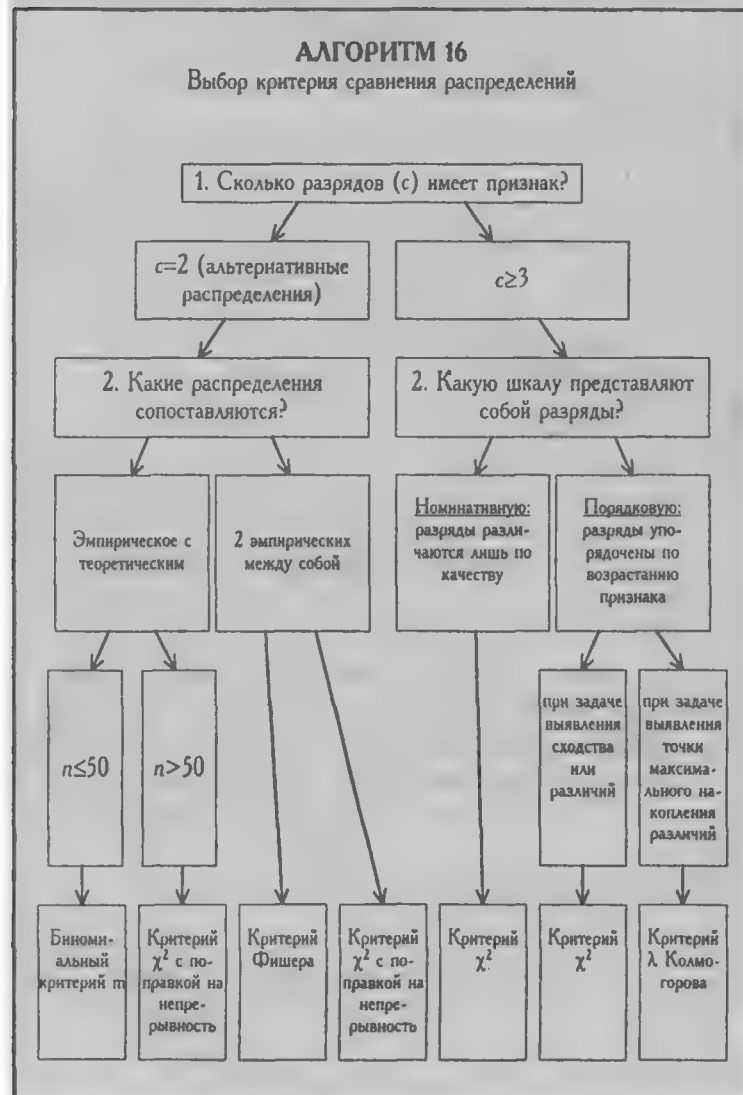 АЛГОРИТМ 16
Выбор критерия сравнения распределений
1. Сколько разрядов (c) имеет признак?
c=2 (альтернативные
распределения)
c≥3
2. Какие распределения
сопоставляются?
2. Какую шкалу представляют
собой разряды?
Эмпирическое с
теоретическим
2 эмпирических
между собой
Номинативную:
разряды разли-
чаются лишь по
качеству
Порядковую:
разряды упо-
рядочены по
возрастанию
признака
n≤50
n>50
при задаче
выявления
сходства
или
различий
при задаче
выявления
точки
максималь-
ного на-
копления
различий
Биноми-
альный
критерий m
Критерий
χ² с по-
правкой на
непре-
рывность
Критерий
Фишера
Критерий
χ² с по-
правкой на
непре-
рывность
Критерий
χ²
Критерий
χ²
Критерий
λ Колмо-
горова